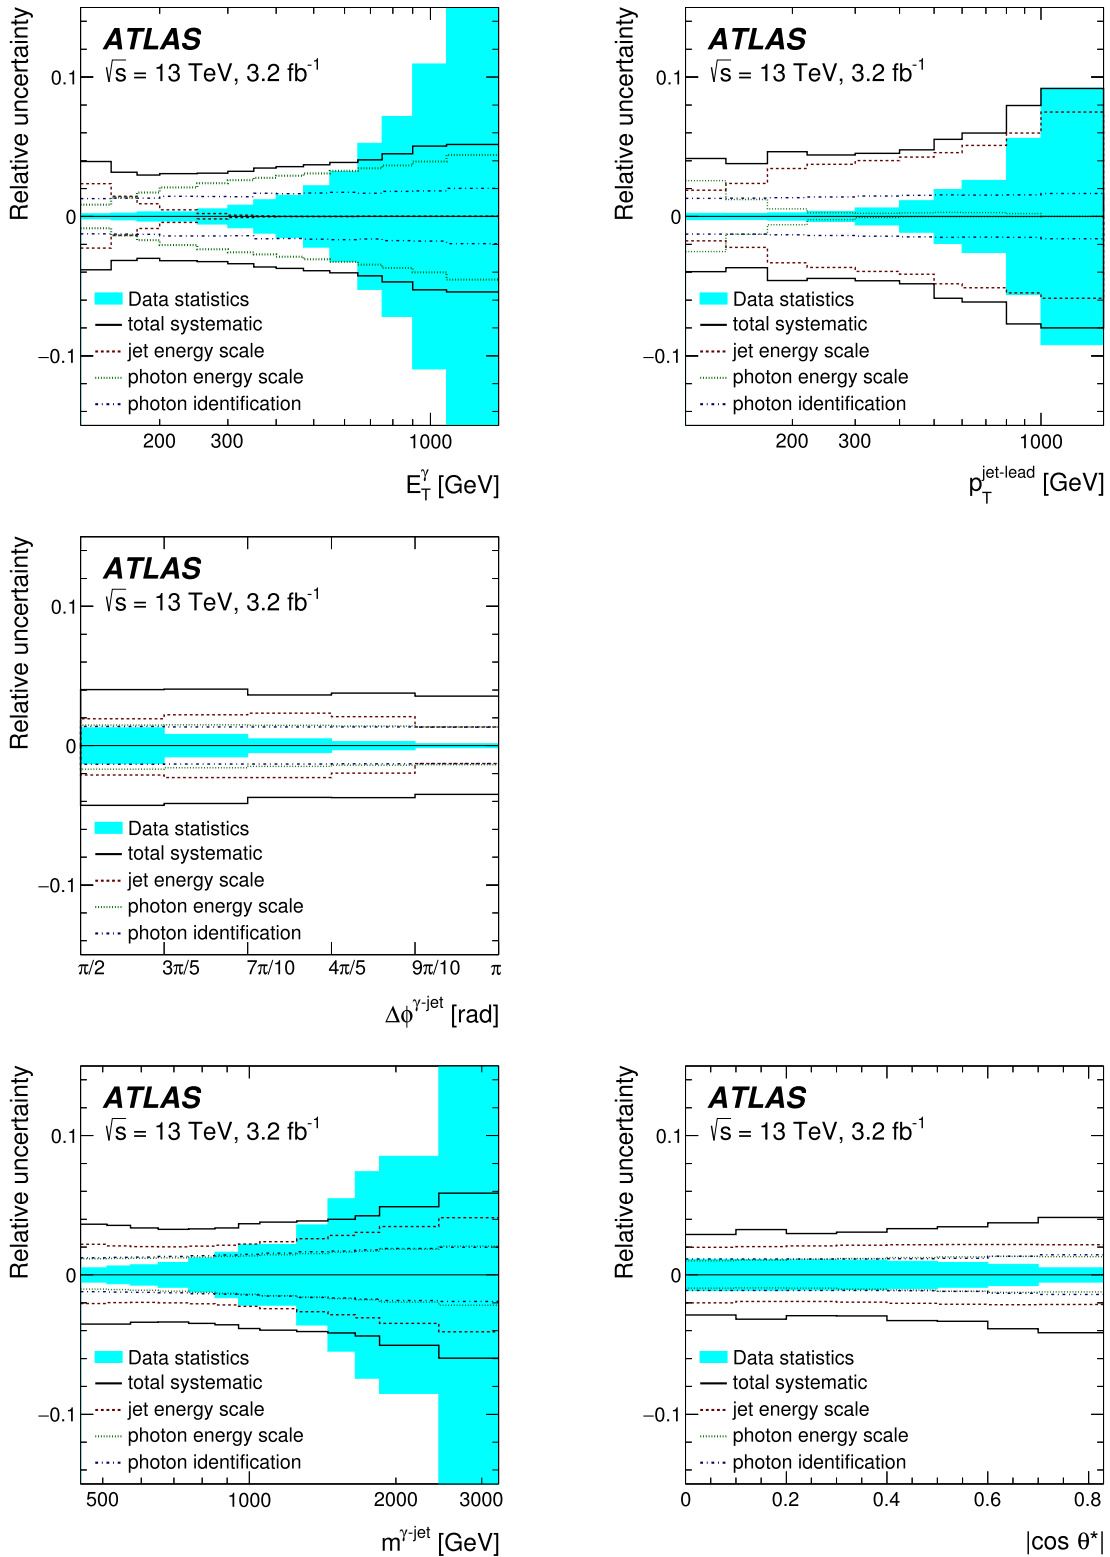 Relative uncertainty
ATLAS
√s = 13 TeV, 3.2 fb⁻¹
0.1
0
−0.1
Data statistics
total systematic
jet energy scale
photon energy scale
photon identification
200 300 1000
E_T^γ [GeV]
Relative uncertainty
ATLAS
√s = 13 TeV, 3.2 fb⁻¹
0.1
0
−0.1
Data statistics
total systematic
jet energy scale
photon energy scale
photon identification
200 300 1000
p_T^jet-lead [GeV]
Relative uncertainty
ATLAS
√s = 13 TeV, 3.2 fb⁻¹
0.1
0
−0.1
Data statistics
total systematic
jet energy scale
photon energy scale
photon identification
π/2 3π/5 7π/10 4π/5 9π/10 π
Δϕ^γ-jet [rad]
Relative uncertainty
ATLAS
√s = 13 TeV, 3.2 fb⁻¹
0.1
0
−0.1
Data statistics
total systematic
jet energy scale
photon energy scale
photon identification
500 1000 2000 3000
m^γ-jet [GeV]
Relative uncertainty
ATLAS
√s = 13 TeV, 3.2 fb⁻¹
0.1
0
−0.1
Data statistics
total systematic
jet energy scale
photon energy scale
photon identification
0 0.2 0.4 0.6 0.8
|cos θ*|